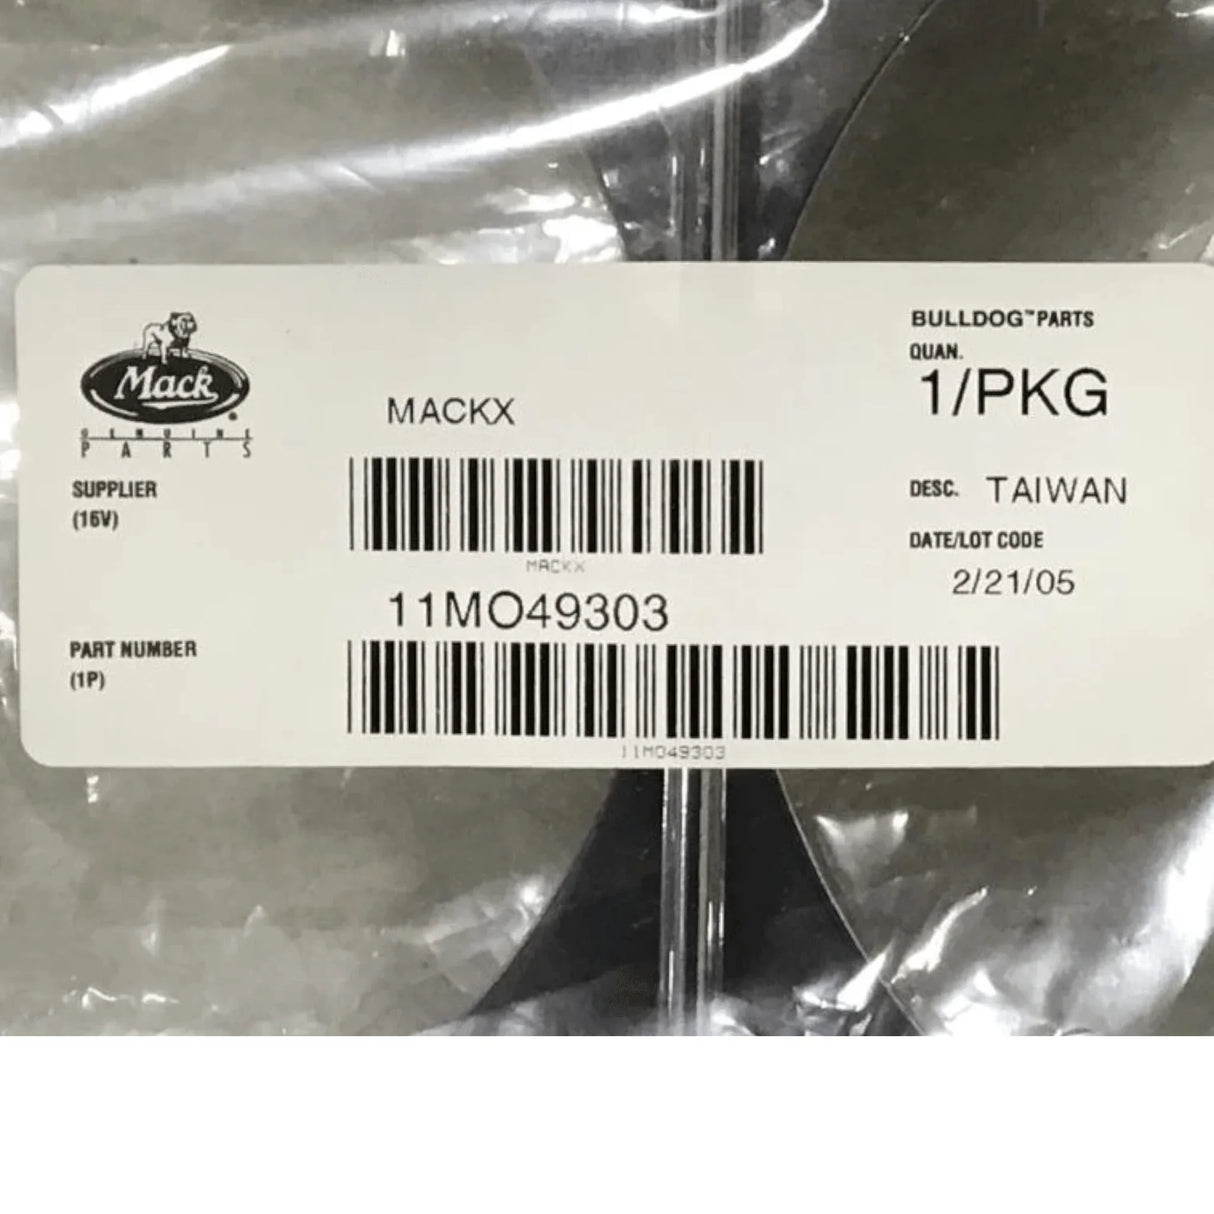 Mack
GENUINE
PARTS
MACKX
SUPPLIER
(16V)
MACKX
11MO49303
PART NUMBER
(1P)
11MO49303
BULLDOG™PARTS
QUAN.
1/PKG
DESC. TAIWAN
DATE/LOT CODE
2/21/05